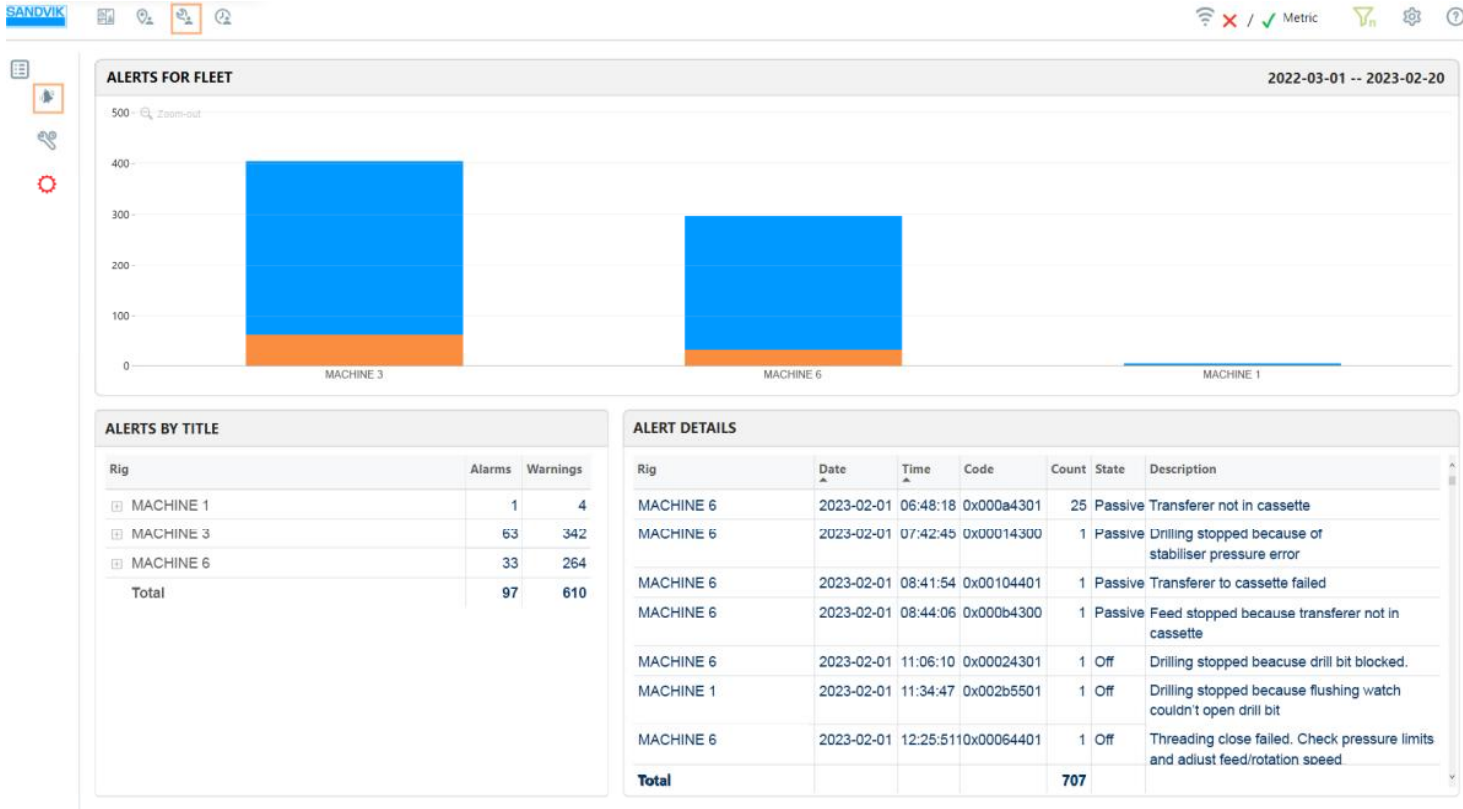 SANDVIK
/ Metric
ALERTS FOR FLEET 2022-03-01 -- 2023-02-20
500 Zoom-out
400
300
200
100
0
MACHINE 3 MACHINE 6 MACHINE 1
ALERTS BY TITLE
Rig Alarms Warnings
MACHINE 1 1 4
MACHINE 3 63 342
MACHINE 6 33 264
Total 97 610
ALERT DETAILS
Rig Date Time Code Count State Description
MACHINE 6 2023-02-01 06:48:18 0x000a4301 25 Passive Transferer not in cassette
MACHINE 6 2023-02-01 07:42:45 0x00014300 1 Passive Drilling stopped because of
stabiliser pressure error
MACHINE 6 2023-02-01 08:41:54 0x00104401 1 Passive Transferer to cassette failed
MACHINE 6 2023-02-01 08:44:06 0x000b4300 1 Passive Feed stopped because transferer not in
cassette
MACHINE 6 2023-02-01 11:06:10 0x00024301 1 Off Drilling stopped beacuse drill bit blocked.
MACHINE 1 2023-02-01 11:34:47 0x002b5501 1 Off Drilling stopped because flushing watch
couldn't open drill bit
MACHINE 6 2023-02-01 12:25:51 10x00064401 1 Off Threading close failed. Check pressure limits
and adjust feed/rotation speed.
Total 707